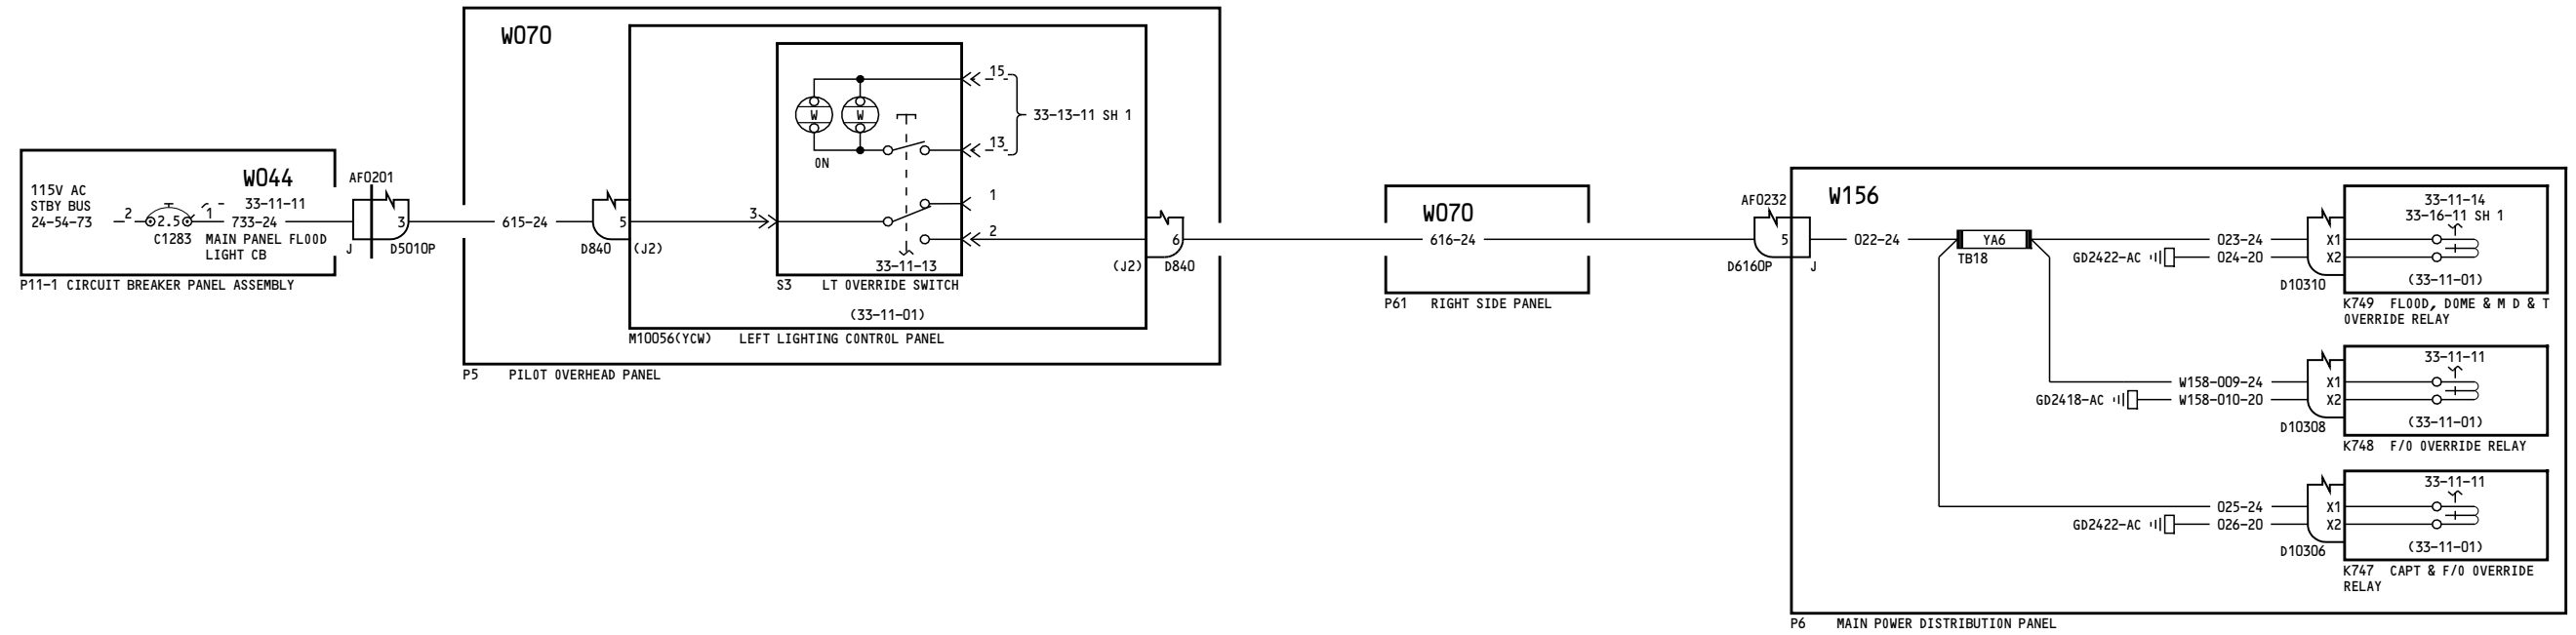 115V AC
STBY BUS
24-54-73
2
2.5
1
C1283
W044
33-11-11
733-24
MAIN PANEL FLOOD
LIGHT CB
P11-1 CIRCUIT BREAKER PANEL ASSEMBLY
AF0201
J
3
D5010P
W070
615-24
5
D840
(J2)
3
W
W
ON
15
13
33-13-11 SH 1
1
2
33-11-13
S3 LT OVERRIDE SWITCH
(33-11-01)
M10056(YCW) LEFT LIGHTING CONTROL PANEL
P5 PILOT OVERHEAD PANEL
6
(J2)
D840
W070
616-24
P61 RIGHT SIDE PANEL
AF0232
5
D6160P
J
W156
022-24
YA6
TB18
023-24
GD2422-AC
024-20
X1
X2
D10310
33-11-14
33-16-11 SH 1
(33-11-01)
K749 FLOOD, DOME & M D & T
OVERRIDE RELAY
W158-009-24
GD2418-AC
W158-010-20
X1
X2
D10308
33-11-11
(33-11-01)
K748 F/O OVERRIDE RELAY
025-24
GD2422-AC
026-20
X1
X2
D10306
33-11-11
(33-11-01)
K747 CAPT & F/O OVERRIDE
RELAY
P6 MAIN POWER DISTRIBUTION PANEL